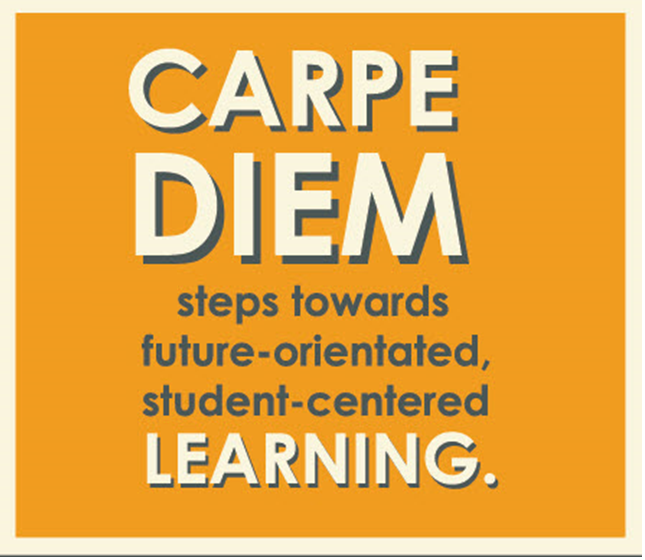 CARPE
DIEM
steps towards
future-orientated,
student-centered
LEARNING.